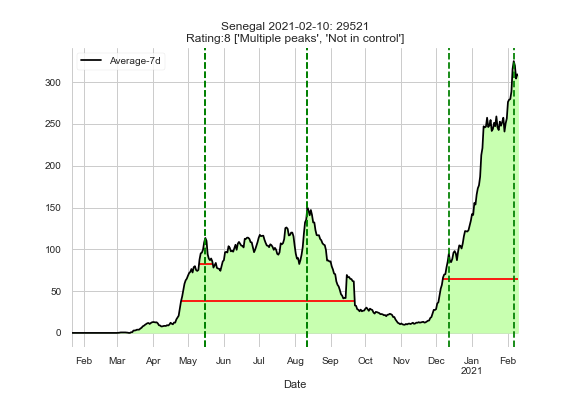 Senegal 2021-02-10: 29521
Rating:8 ['Multiple peaks', 'Not in control']
Average-7d
300
250
200
150
100
50
0
Feb Mar Apr May Jun Jul Aug Sep Oct Nov Dec Jan Feb
2021
Date